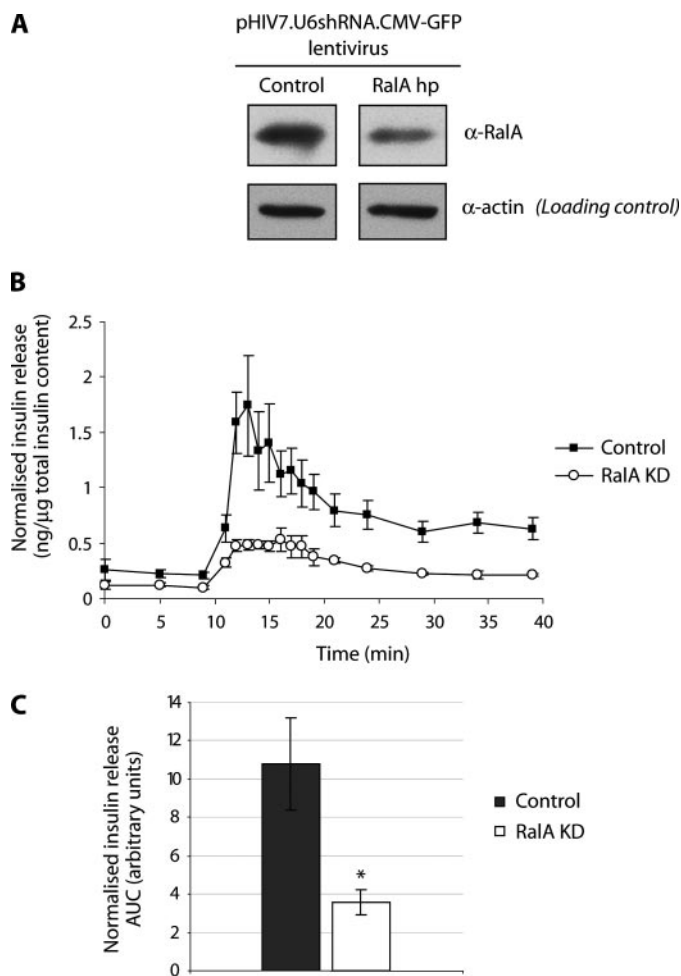 A
pHIV7.U6shRNA.CMV-GFP
lentivirus
Control RalA hp
α-RalA
α-actin (Loading control)
B
Normalised insulin release
(ng/µg total insulin content)
2.5
2
1.5
1
0.5
0
0 5 10 15 20 25 30 35 40
Time (min)
Control
RalA KD
C
Normalised insulin release
AUC (arbitrary units)
14
12
10
8
6
4
2
0
*
Control
RalA KD